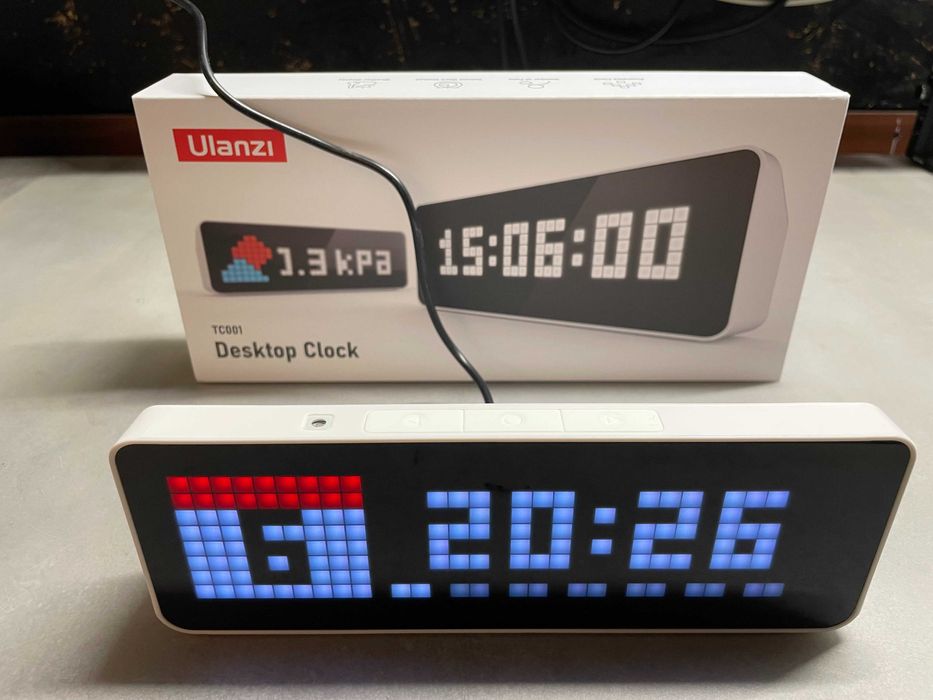 Ulanzi
1.3 kPa
15:06:00
TC001
Desktop Clock
6
20:26